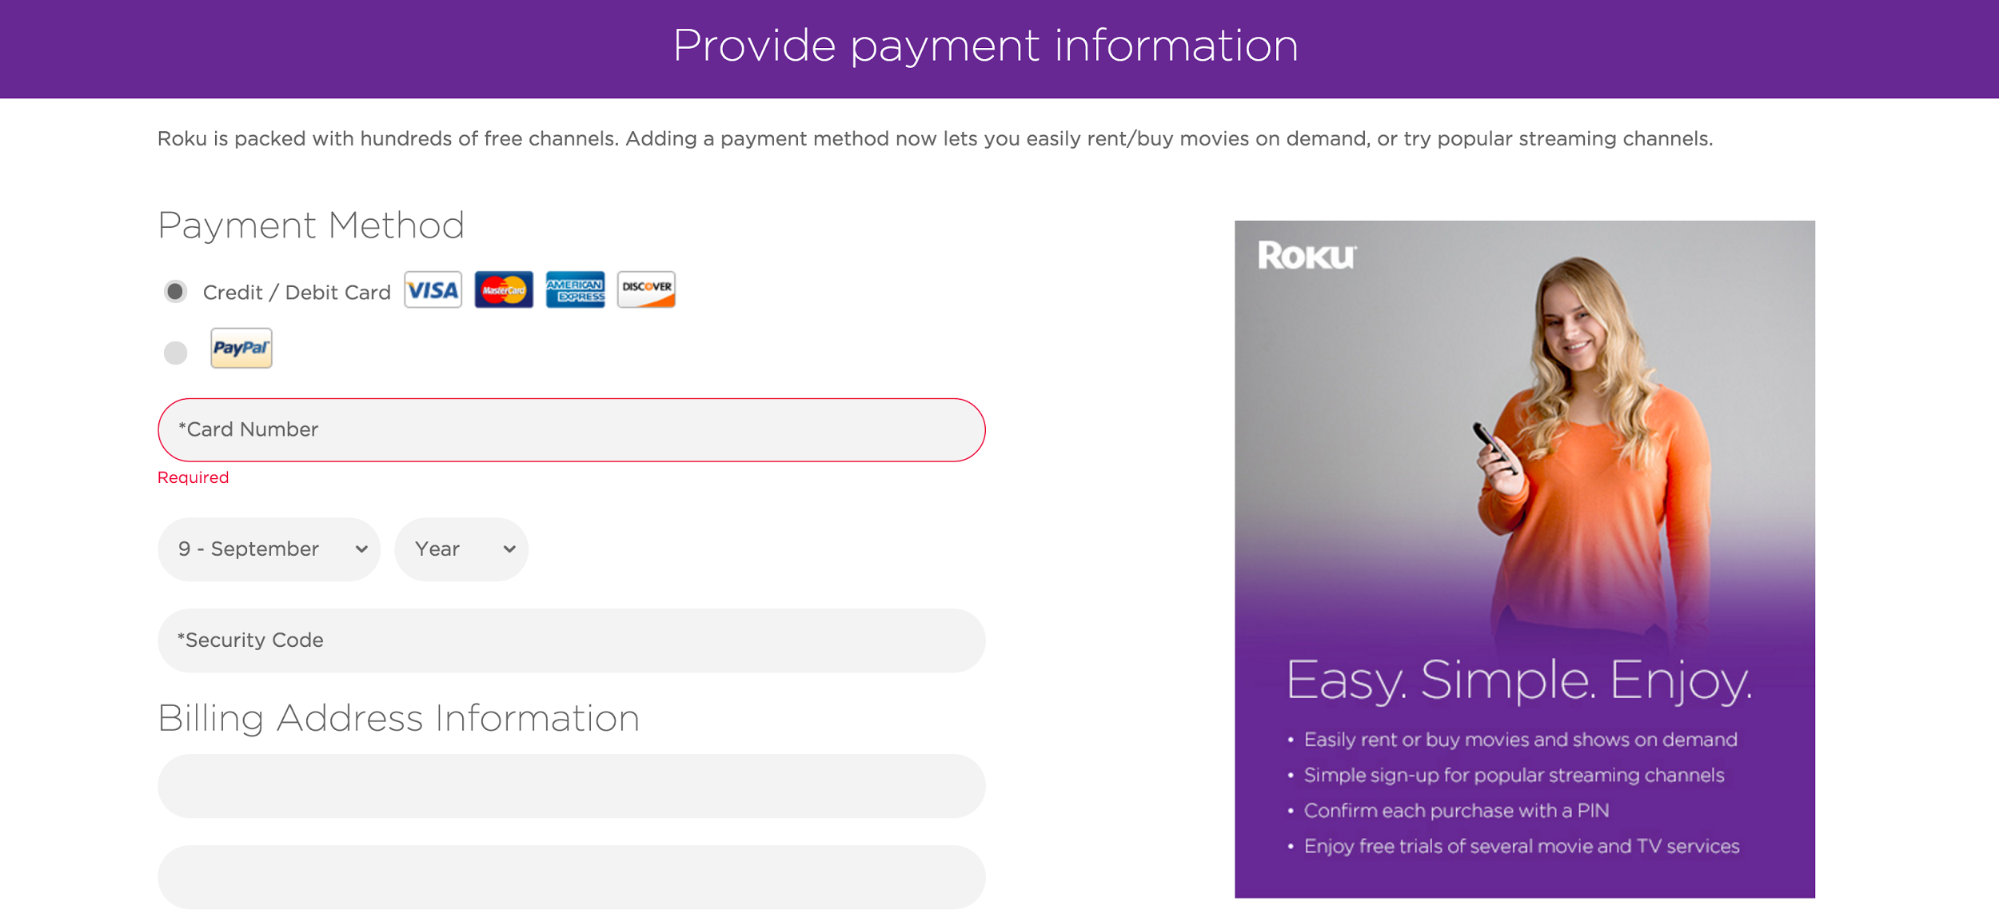 Provide payment information
Roku is packed with hundreds of free channels. Adding a payment method now lets you easily rent/buy movies on demand, or try popular streaming channels.
Payment Method
Credit / Debit Card VISA MasterCard AMERICAN EXPRESS DISCOVER
PayPal
*Card Number
Required
9 - September Year
*Security Code
Billing Address Information
ROKU
Easy. Simple. Enjoy.
• Easily rent or buy movies and shows on demand
• Simple sign-up for popular streaming channels
• Confirm each purchase with a PIN
• Enjoy free trials of several movie and TV services